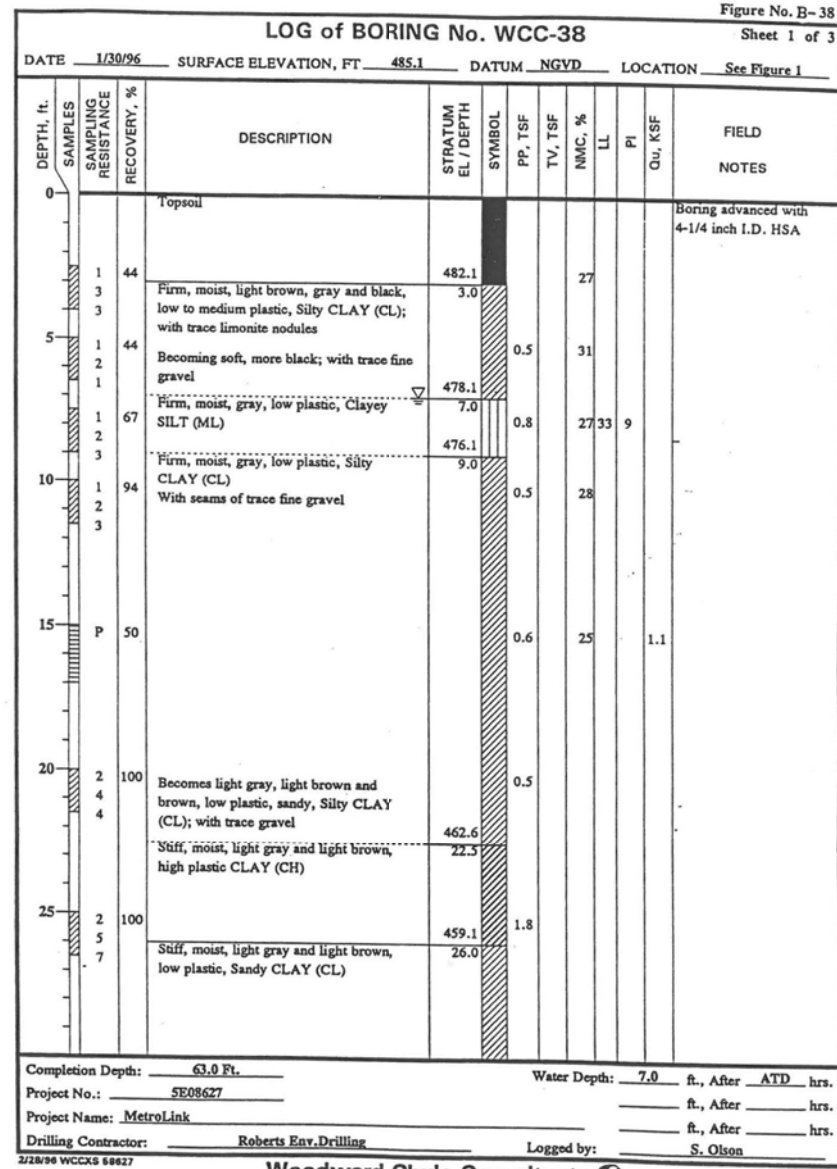 Figure No. B-38
LOG of BORING No. WCC-38
Sheet 1 of 3
DATE 1/30/96 SURFACE ELEVATION, FT 485.1 DATUM NGVD LOCATION See Figure 1
DEPTH, ft. SAMPLES SAMPLING RESISTANCE RECOVERY, % DESCRIPTION STRATUM EL / DEPTH SYMBOL PP, TSF TV, TSF NMC, % LL PI Qu, KSF FIELD NOTES
0
Topsoil
Boring advanced with
4-1/4 inch I.D. HSA
1 44 482.1 27
3 Firm, moist, light brown, gray and black, 3.0
3 low to medium plastic, Silty CLAY (CL);
with trace limonite nodules
5
1 44 0.5 31
2 Becoming soft, more black; with trace fine
1 gravel 478.1
Firm, moist, gray, low plastic, Clayey 7.0
1 67 SILT (ML) 0.8 27 33 9
2
3 476.1
Firm, moist, gray, low plastic, Silty 9.0
10 CLAY (CL)
1 94 With seams of trace fine gravel 0.5 28
2
3
15 P 50 0.6 25 1.1
20
2 100 Becomes light gray, light brown and 0.5
4 brown, low plastic, sandy, Silty CLAY
4 (CL); with trace gravel
462.6
Stiff, moist, light gray and light brown, 22.5
high plastic CLAY (CH)
25
2 100 1.8
5 459.1
7 Stiff, moist, light gray and light brown, 26.0
low plastic, Sandy CLAY (CL)
Completion Depth: 63.0 Ft. Water Depth: 7.0 ft., After ATD hrs.
Project No.: 5E08627 ft., After hrs.
Project Name: MetroLink ft., After hrs.
Drilling Contractor: Roberts Env.Drilling Logged by: S. Olson
2/28/96 WCCXS 58627